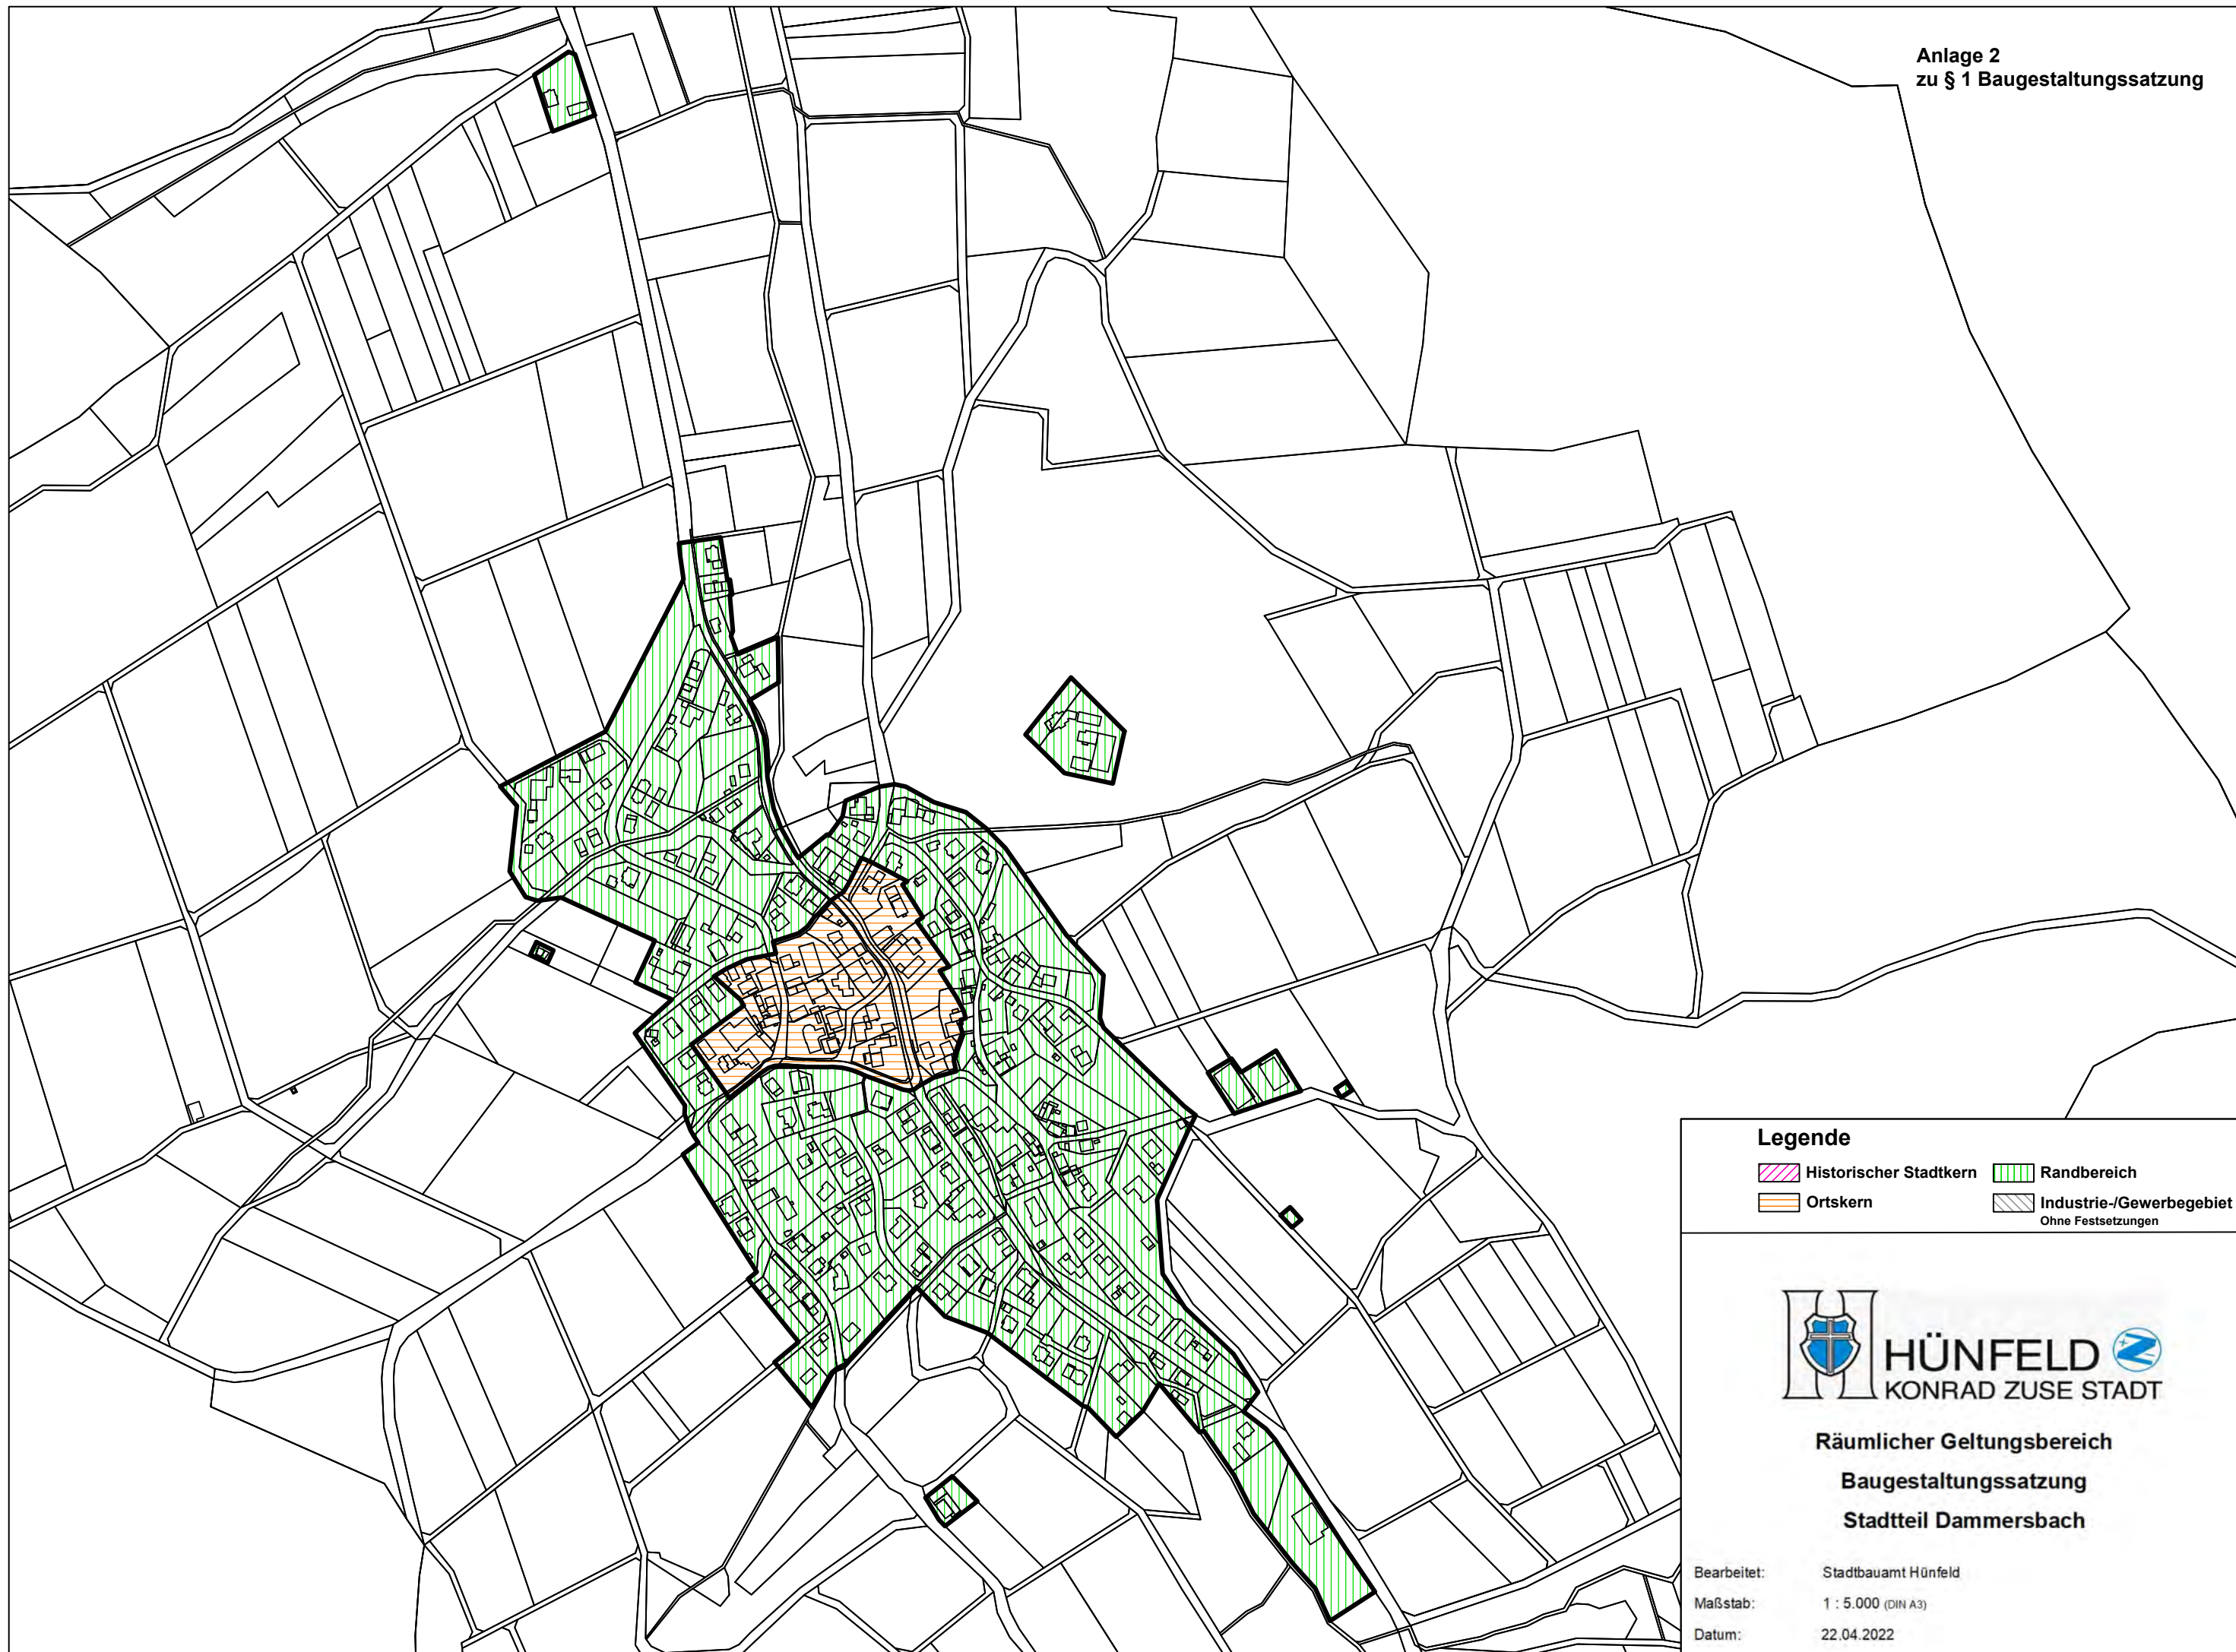 Anlage 2
zu § 1 Baugestaltungssatzung
Legende
Historischer Stadtkern
Randbereich
Ortskern
Industrie-/Gewerbegebiet
Ohne Festsetzungen
HÜNFELD
KONRAD ZUSE STADT
Räumlicher Geltungsbereich
Baugestaltungssatzung
Stadtteil Dammersbach
Bearbeitet: Stadtbauamt Hünfeld
Maßstab: 1 : 5.000 (DIN A3)
Datum: 22.04.2022